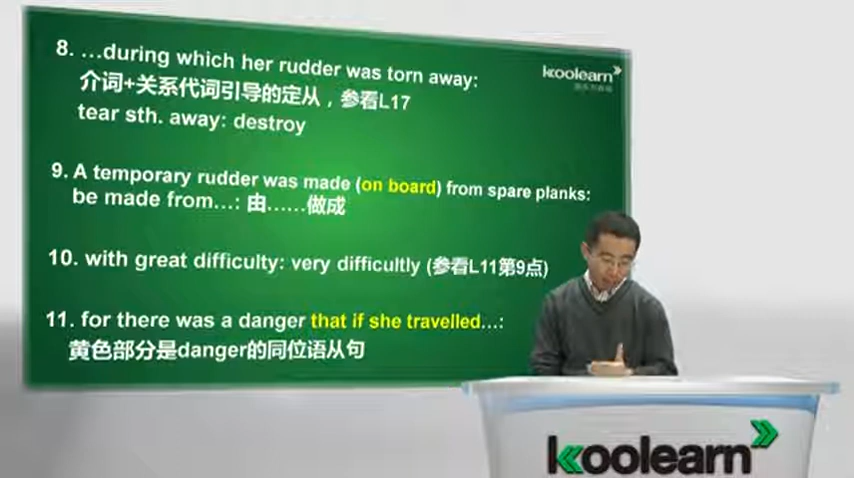 8. ...during which her rudder was torn away:
介词+关系代词引导的定从，参看L17
tear sth. away: destroy
9. A temporary rudder was made (on board) from spare planks:
be made from...: 由……做成
10. with great difficulty: very difficultly (参看L11第9点)
11. for there was a danger that if she travelled...:
黄色部分是danger的同位语从句
koolearn
koolearn